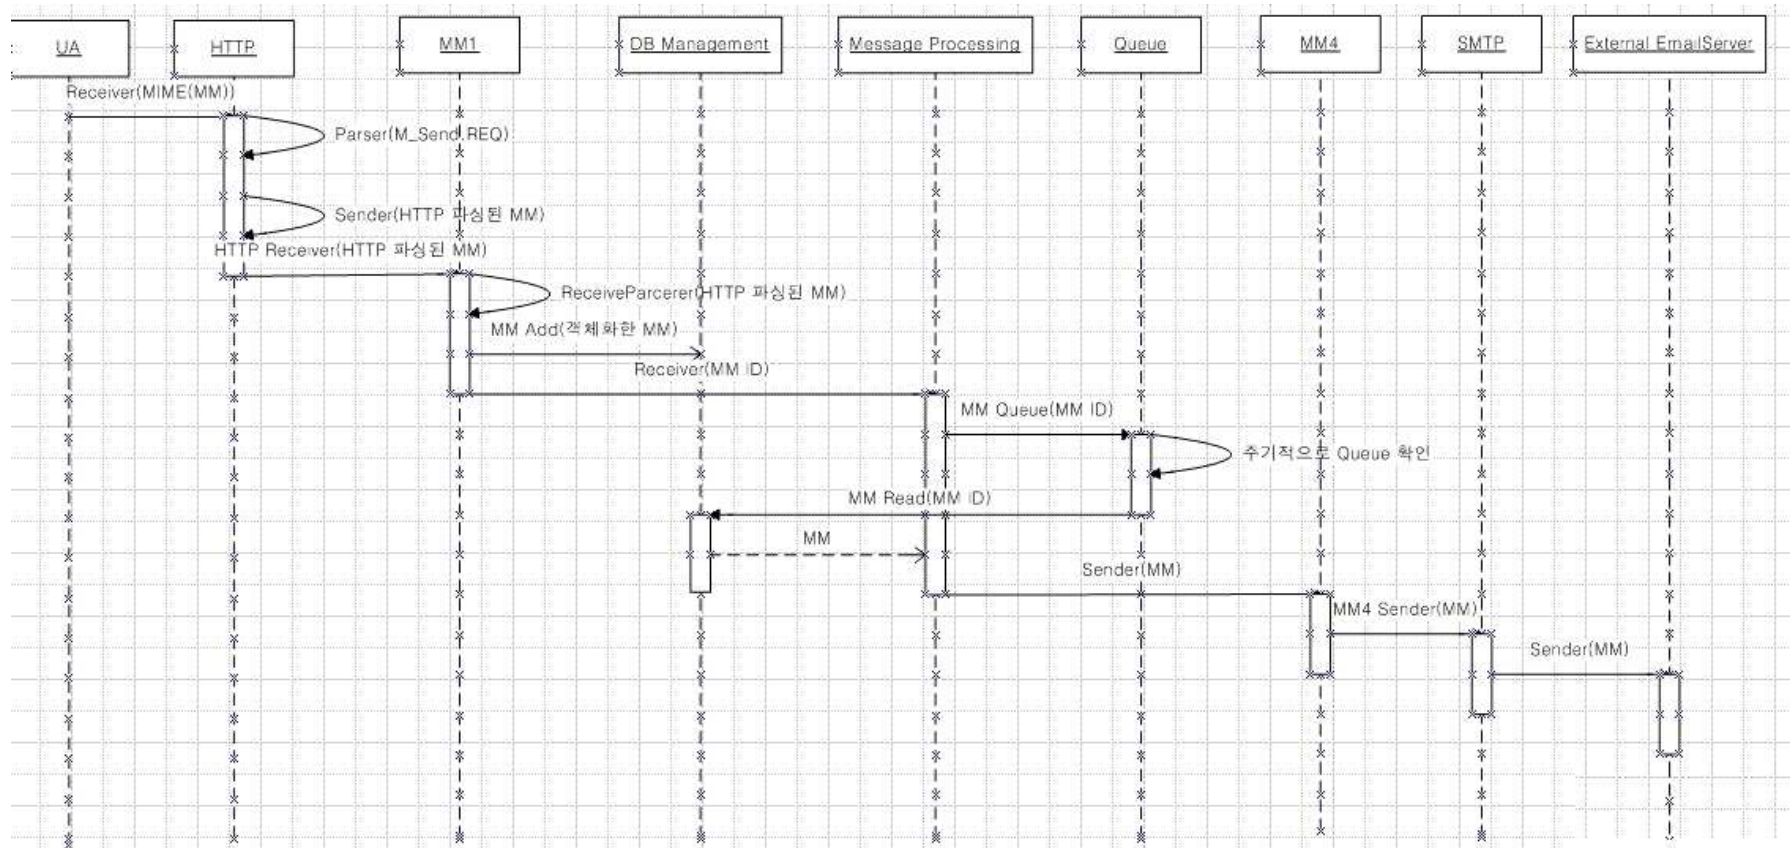 UA
HTTP
MM1
DB Management
Message Processing
Queue
MM4
SMTP
External EmailServer
Receiver(MIME(MM))
Parser(M_Send.REQ)
Sender(HTTP 파싱된 MM)
HTTP Receiver(HTTP 파싱된 MM)
ReceiveParcerer(HTTP 파싱된 MM)
MM Add(객체화한 MM)
Receiver(MM ID)
MM Queue(MM ID)
주기적으로 Queue 확인
MM Read(MM ID)
MM
Sender(MM)
MM4 Sender(MM)
Sender(MM)